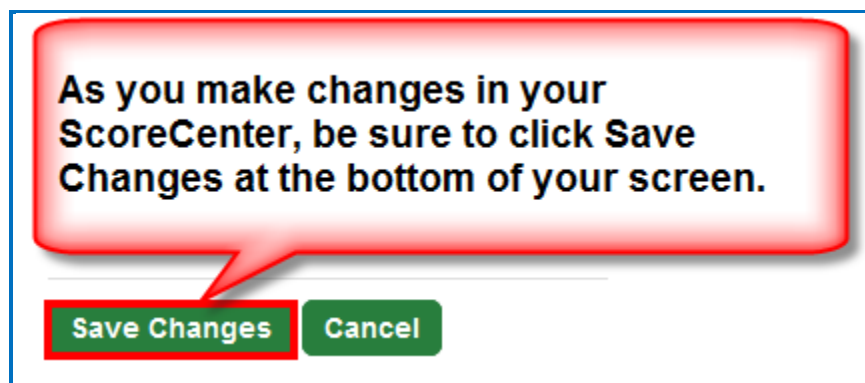 As you make changes in your
ScoreCenter, be sure to click Save
Changes at the bottom of your screen.
Save Changes Cancel